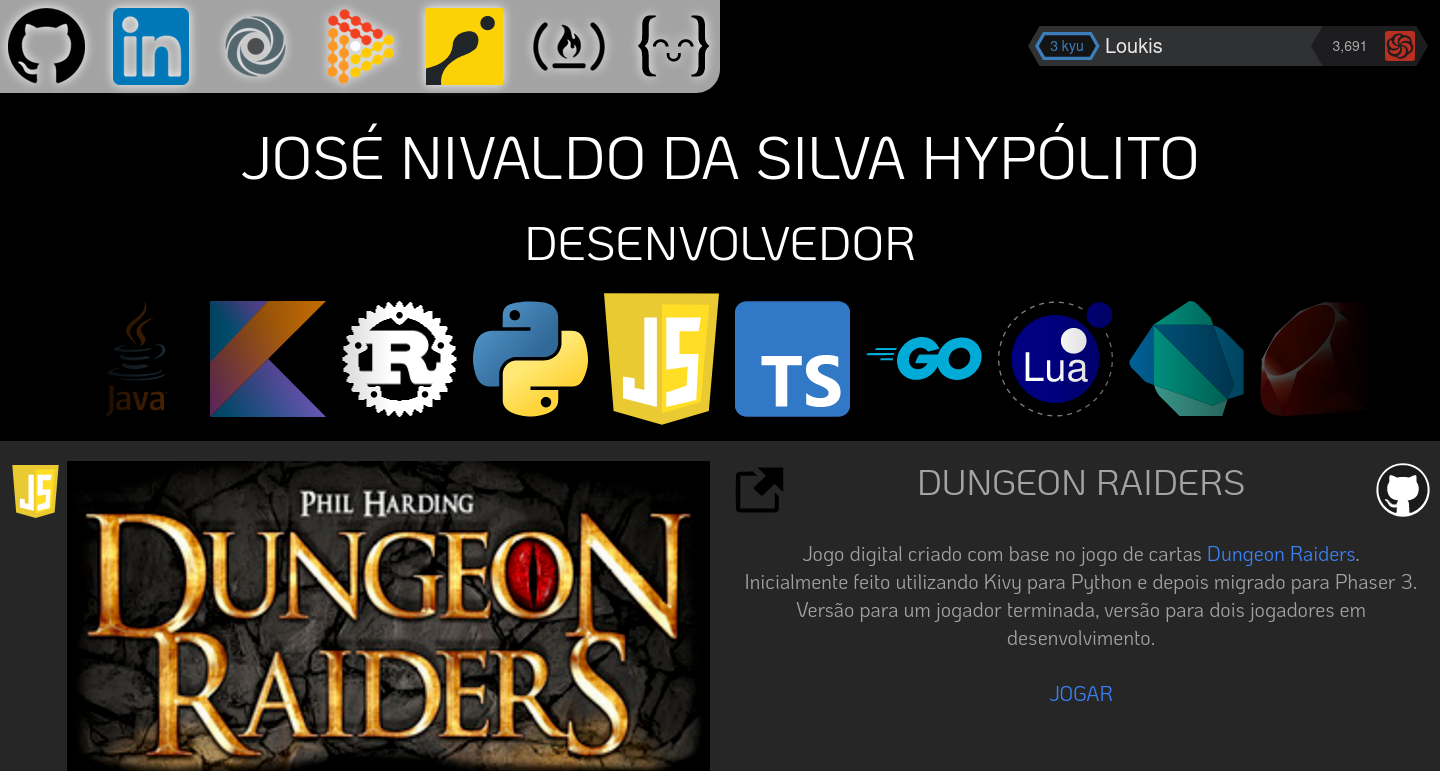 in
3 kyu Loukis 3,691
JOSÉ NIVALDO DA SILVA HYPÓLITO
DESENVOLVEDOR
Java
R
JS
TS
GO
Lua
JS
PHIL HARDING
DUNGEON
RAIDERS
DUNGEON RAIDERS
Jogo digital criado com base no jogo de cartas Dungeon Raiders.
Inicialmente feito utilizando Kivy para Python e depois migrado para Phaser 3.
Versão para um jogador terminada, versão para dois jogadores em
desenvolvimento.
JOGAR